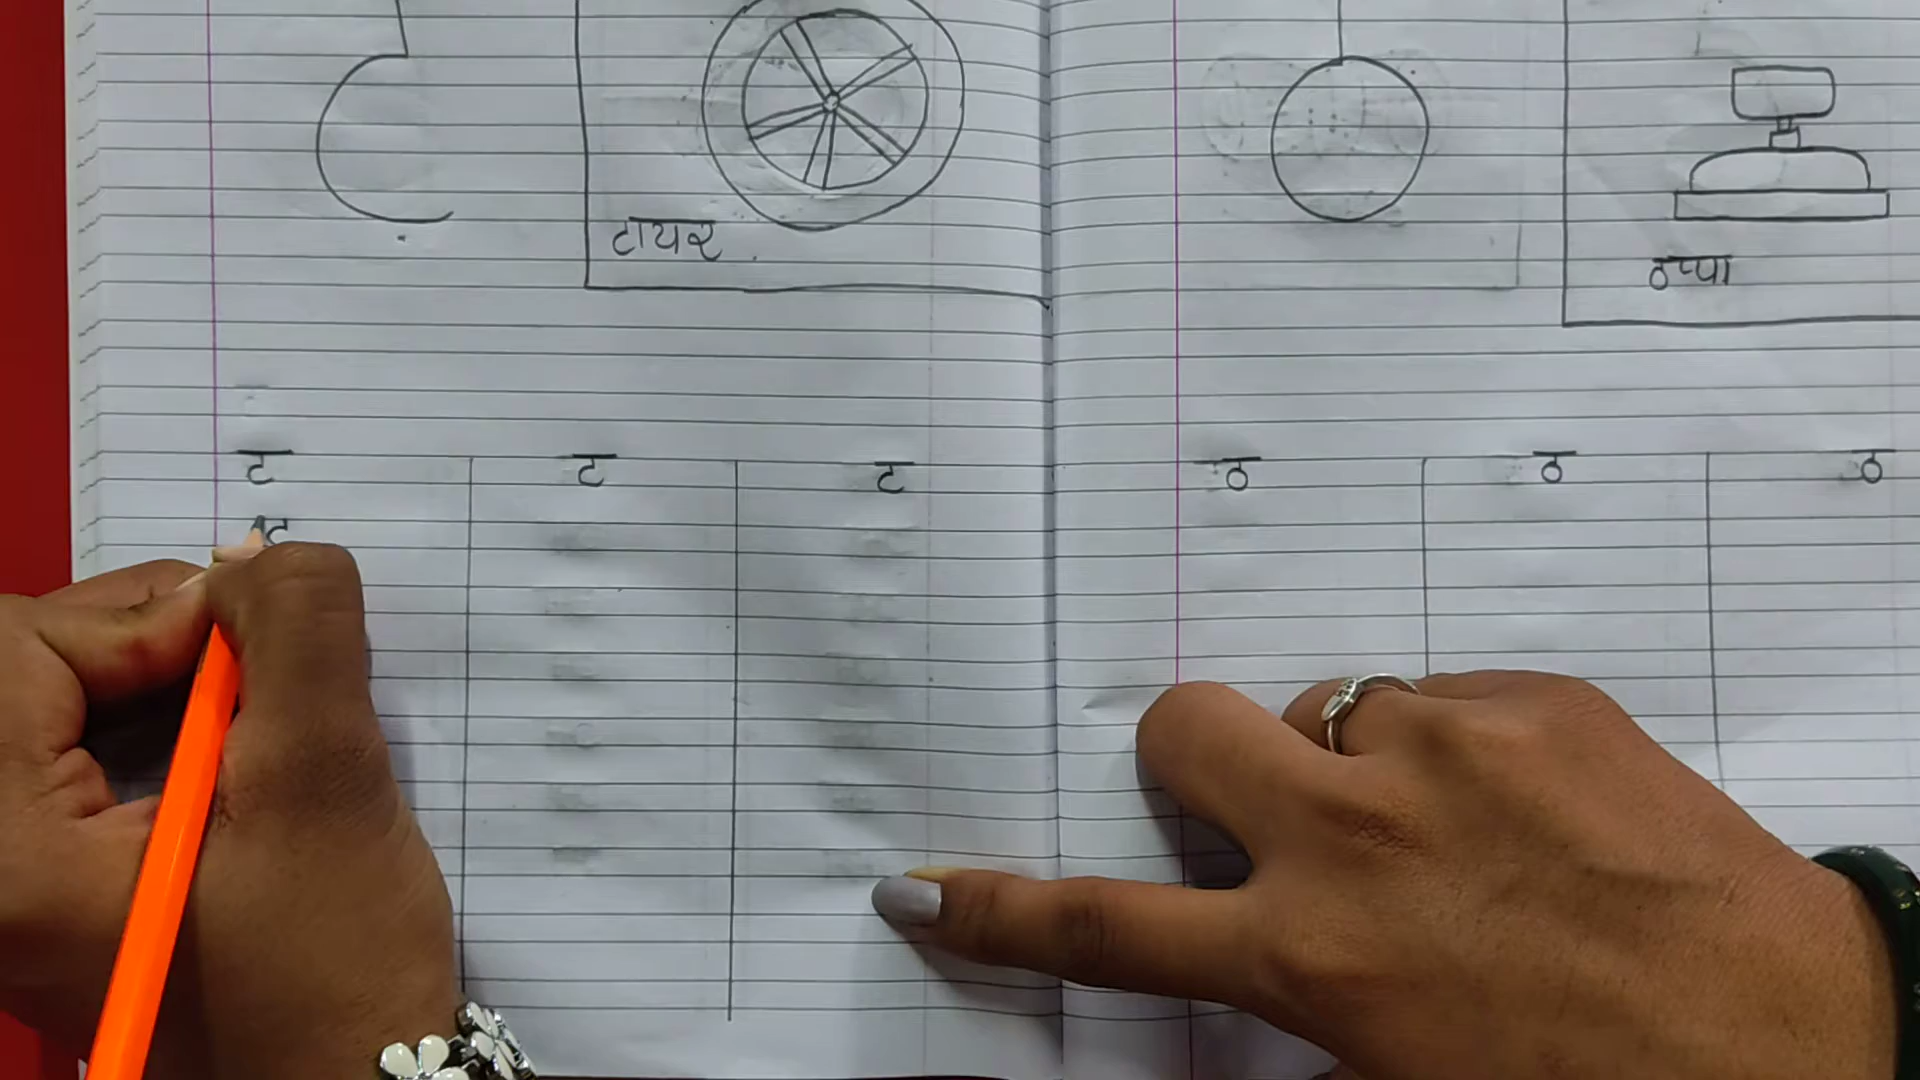 टायर
ठप्पा
ट ट ट
ठ ठ ठ
ट